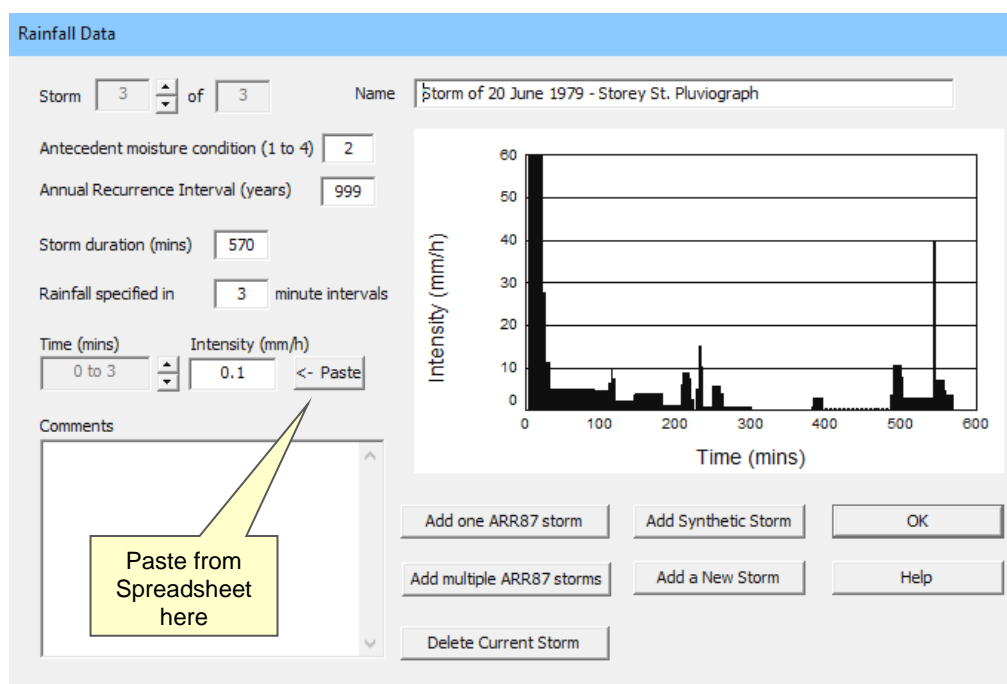 Rainfall Data
Storm 3 of 3
Name Storm of 20 June 1979 - Storey St. Pluviograph
Antecedent moisture condition (1 to 4) 2
Annual Recurrence Interval (years) 999
Storm duration (mins) 570
Rainfall specified in 3 minute intervals
Time (mins) Intensity (mm/h)
0 to 3 0.1 <- Paste
Comments
Paste from
Spreadsheet
here
Intensity (mm/h)
60
50
40
30
20
10
0
0 100 200 300 400 500 600
Time (mins)
Add one ARR87 storm Add Synthetic Storm OK
Add multiple ARR87 storms Add a New Storm Help
Delete Current Storm